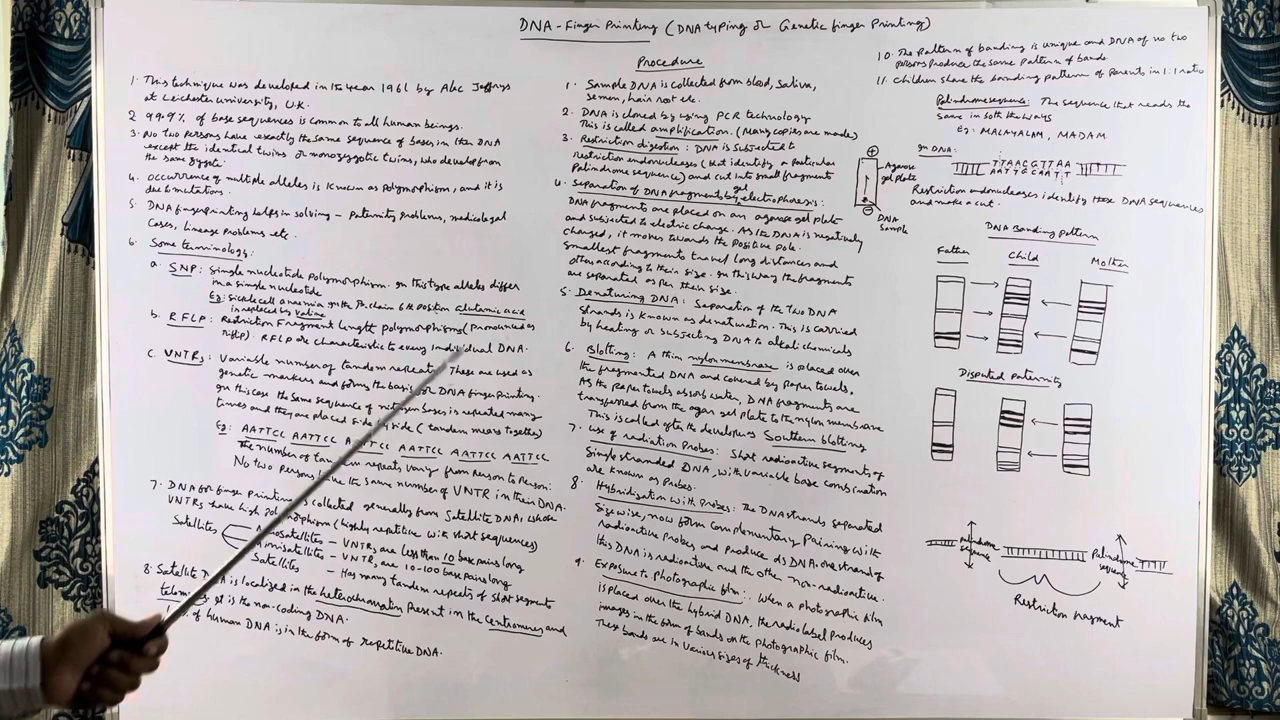 DNA-Finger Printing (DNA typing or Genetic finger Printing)
1. This technique was developed in the year 1961 by Alec Jeffrys
at Leichester University, U.K.
2 99.9% of base sequences is common to all human beings.
3. No two persons have exactly the same sequence of bases in their DNA
except the identical twins or monozygotic twins, who develop from
the same zygote.
4. Occurrence of multiple alleles is known as Polymorphism, and it is
due to mutations.
5. DNA fingerprinting helps in solving - Paternity Problems, medicolegal
Cases, Lineage Problems etc.
6. Some terminology:
a. SNP: Single nucleotide Polymorphism. In this type alleles differ
in a single nucleotide
Eg: Sickle cell anaemia in the B. chain 6th Position glutamic acid
is replaced by valine
b. RFLP: Restriction Fragment length Polymorphisms (Pronounced as
riflip). RFLP are characteristic to every individual DNA.
C. VNTRs: Variable number of tandem repeats. These are used as
genetic markers and forms the basis for DNA finger Printing.
In this case the same sequence of nitrogen bases is repeated many
times and they are placed side by side (tandem means together)
Eg: AATTCC AATTCC AATTCC AATTCC AATTCC AATTCC
The number of tandem repeats vary from Person to Person.
No two persons have the same number of VNTR in their DNA.
7. DNA for finger Printing is collected generally from Satellite DNA, whose
VNTRs have high Polymorphism (highly repetitive with short sequences)
Satellites
Microsatellites - VNTRs are less than 10 base pairs long
Minisatellites - VNTRs are 10-100 base pairs long
Satellites - Has many tandem repeats of short segments
8. Satellite DNA is localized in the heterochromatin Present in the Centromeres and
telomeres. It is the non-coding DNA.
% of human DNA is in the form of repetitive DNA.
Procedure
1. Sample DNA is collected from blood, Saliva,
semen, hair root etc.
2. DNA is cloned by using PCR technology
This is called amplification. (Many copies are made)
3. Restriction digestion: DNA is subjected to
restriction endonucleases (that identify a particular
Palindrome sequence) and cut into small fragments
4. Separation of DNA fragments by gel electrophoresis:
DNA fragments are placed on an agarose gel plate
and subjected to electric charge. As the DNA is negatively
charged, it moves towards the positive pole.
Smallest fragments travel long distances and
other according to their size. In this way the fragments
are separated as per their size.
5. Denaturing DNA: Separation of the two DNA
strands is known as denaturation. This is carried
by heating or subjecting DNA to alkali chemicals
6. Blotting: A thin nylon membrane is placed over
the fragmented DNA and covered by paper towels.
As the paper towels absorb water, DNA fragments are
transferred from the agar gel plate to the nylon membrane
This is called after the developers Southern blotting
7. Use of radiation Probes: Short radioactive segments of
Single stranded DNA, with variable base combination
are known as Probes.
8. Hybridization with Probes: The DNA strands separated
Sizewise, now form complementary Pairing with
radioactive Probes and produce ds DNA. One strand of
this DNA is radioactive and the other non-radioactive.
9. Exposure to Photographic film: When a photographic film
is placed over the hybrid DNA, the radiolabel produces
images in the form of bands on the photographic film.
These bands are in various sizes of thickness
+
Agarose
gel plate
-
DNA
Sample
10. The Pattern of banding is unique and DNA of no two
persons produce the same pattern of bands
11. Children share the banding pattern of Parents in 1:1 ratio
Palindrome sequence: The sequence that reads the
same in both the ways
Eg: MALAYALAM, MADAM
In DNA:
TTAACGTTAA
AATTGCAATT
Restriction endonucleases identify these DNA sequences
and make a cut.
DNA Banding Pattern
Father Child Mother
Disputed Paternity
Palindrome
sequence
Palindrome
sequence
Restriction fragment